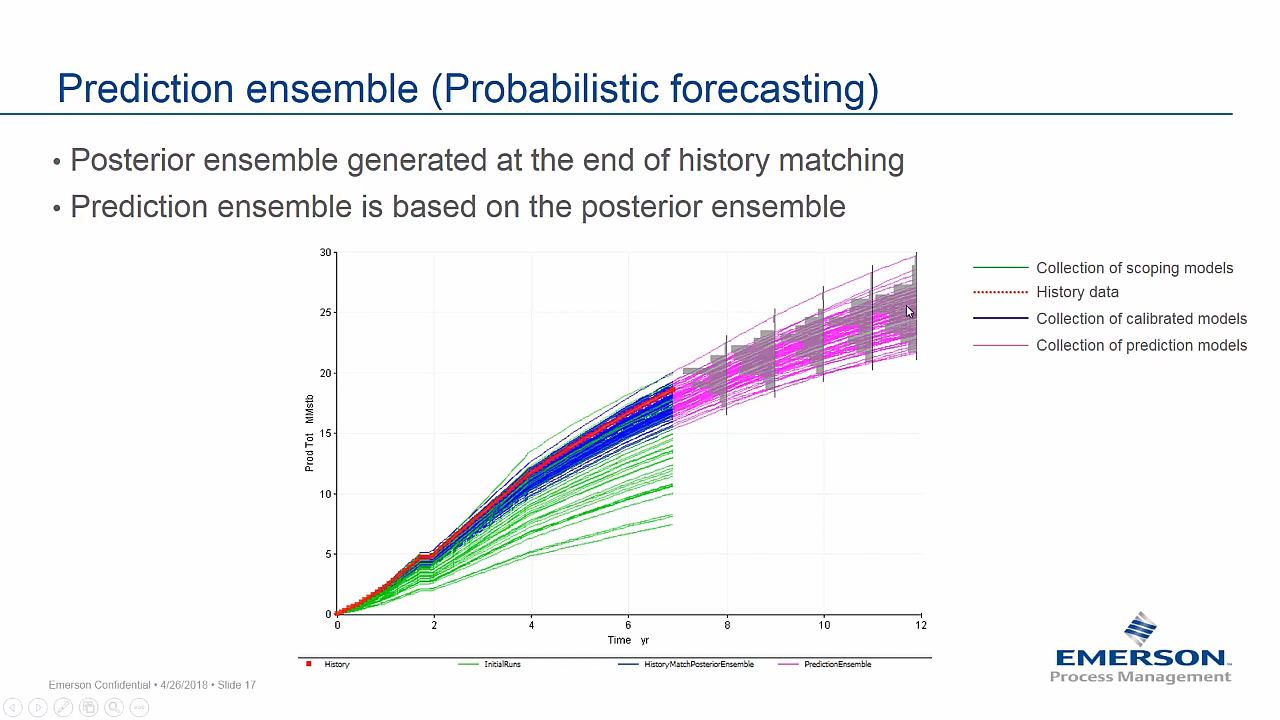 Prediction ensemble (Probabilistic forecasting)
• Posterior ensemble generated at the end of history matching
• Prediction ensemble is based on the posterior ensemble
30
25
20
15
10
5
0
Prod Tot MMstb
0 2 4 6 8 10 12
Time yr
History InitialRuns HistoryMatchPosteriorEnsemble PredictionEnsemble
Collection of scoping models
History data
Collection of calibrated models
Collection of prediction models
EMERSON
Process Management
Emerson Confidential • 4/26/2018 • Slide 17